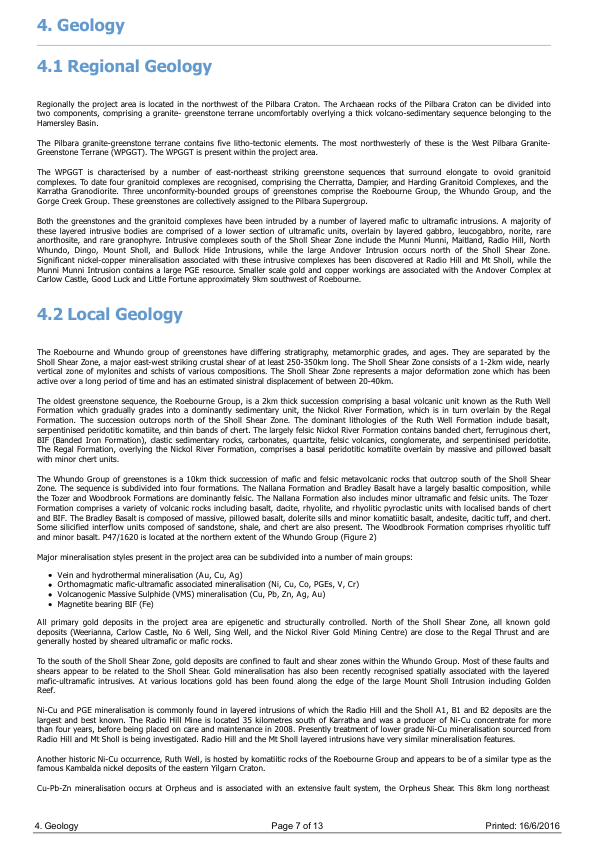 4. Geology
4.1 Regional Geology
Regionally the project area is located in the northwest of the Pilbara Craton. The Archaean rocks of the Pilbara Craton can be divided into
two components, comprising a granite- greenstone terrane uncomfortably overlying a thick volcano-sedimentary sequence belonging to the
Hamersley Basin.
The Pilbara granite-greenstone terrane contains five litho-tectonic elements. The most northwesterly of these is the West Pilbara Granite-
Greenstone Terrane (WPGGT). The WPGGT is present within the project area.
The WPGGT is characterised by a number of east-northeast striking greenstone sequences that surround elongate to ovoid granitoid
complexes. To date four granitoid complexes are recognised, comprising the Cherratta, Dampier, and Harding Granitoid Complexes, and the
Karratha Granodiorite. Three unconformity-bounded groups of greenstones comprise the Roebourne Group, the Whundo Group, and the
Gorge Creek Group. These greenstones are collectively assigned to the Pilbara Supergroup.
Both the greenstones and the granitoid complexes have been intruded by a number of layered mafic to ultramafic intrusions. A majority of
these layered intrusive bodies are comprised of a lower section of ultramafic units, overlain by layered gabbro, leucogabbro, norite, rare
anorthosite, and rare granophyre. Intrusive complexes south of the Sholl Shear Zone include the Munni Munni, Maitland, Radio Hill, North
Whundo, Dingo, Mount Sholl, and Bullock Hide Intrusions, while the large Andover Intrusion occurs north of the Sholl Shear Zone.
Significant nickel-copper mineralisation associated with these intrusive complexes has been discovered at Radio Hill and Mt Sholl, while the
Munni Munni Intrusion contains a large PGE resource. Smaller scale gold and copper workings are associated with the Andover Complex at
Carlow Castle, Good Luck and Little Fortune approximately 9km southwest of Roebourne.
4.2 Local Geology
The Roebourne and Whundo group of greenstones have differing stratigraphy, metamorphic grades, and ages. They are separated by the
Sholl Shear Zone, a major east-west striking crustal shear of at least 250-350km long. The Sholl Shear Zone consists of a 1-2km wide, nearly
vertical zone of mylonites and schists of various compositions. The Sholl Shear Zone represents a major deformation zone which has been
active over a long period of time and has an estimated sinistral displacement of between 20-40km.
The oldest greenstone sequence, the Roebourne Group, is a 2km thick succession comprising a basal volcanic unit known as the Ruth Well
Formation which gradually grades into a dominantly sedimentary unit, the Nickol River Formation, which is in turn overlain by the Regal
Formation. The succession outcrops north of the Sholl Shear Zone. The dominant lithologies of the Ruth Well Formation include basalt,
serpentinised peridotite komatiite, and thin bands of chert. The largely felsic Nickol River Formation contains banded chert, ferruginous chert,
BIF (Banded Iron Formation), clastic sedimentary rocks, carbonates, quartzite, felsic volcanics, conglomerate, and serpentinised peridotite.
The Regal Formation, overlying the Nickol River Formation, comprises a basal peridotitic komatiite overlain by massive and pillowed basalt
with minor chert units.
The Whundo Group of greenstones is a 10km thick succession of mafic and felsic metavolcanic rocks that outcrop south of the Sholl Shear
Zone. The sequence is subdivided into four formations. The Nallana Formation and Bradley Basalt have a largely basaltic composition, while
the Tozer and Woodbrook Formations are dominantly felsic. The Nallana Formation also includes minor ultramafic and felsic units. The Tozer
Formation comprises a variety of volcanic rocks including basalt, dacite, rhyolite, and rhyolitic pyroclastic units with localised bands of chert
and BIF. The Bradley Basalt is composed of massive, pillowed basalt, dolerite sills and minor komatiitic basalt, andesite, dacitic tuff, and chert.
Some silicified interflow units composed of sandstone, shale, and chert are also present. The Woodbrook Formation comprises rhyolitic tuff
and minor basalt. P47/1620 is located at the northern extent of the Whundo Group (Figure 2)
Major mineralisation styles present in the project area can be subdivided into a number of main groups:
• Vein and hydrothermal mineralisation (Au, Cu, Ag)
• Orthomagmatic mafic-ultramafic associated mineralisation (Ni, Cu, Co, PGEs, V, Cr)
• Volcanogenic Massive Sulphide (VMS) mineralisation (Cu, Pb, Zn, Ag, Au)
• Magnetite bearing BIF (Fe)
All primary gold deposits in the project area are epigenetic and structurally controlled. North of the Sholl Shear Zone, all known gold
deposits (Weerianna, Carlow Castle, No 6 Well, Sing Well, and the Nickol River Gold Mining Centre) are close to the Regal Thrust and are
generally hosted by sheared ultramafic or mafic rocks.
To the south of the Sholl Shear Zone, gold deposits are confined to fault and shear zones within the Whundo Group. Most of these faults and
shears appear to be related to the Sholl Shear. Gold mineralisation has also been recently recognised spatially associated with the layered
mafic-ultramafic intrusives. At various locations gold has been found along the edge of the large Mount Sholl Intrusion including Golden
Reef.
Ni-Cu and PGE mineralisation is commonly found in layered intrusions of which the Radio Hill and the Sholl A1, B1 and B2 deposits are the
largest and best known. The Radio Hill Mine is located 35 kilometres south of Karratha and was a producer of Ni-Cu concentrate for more
than four years, before being placed on care and maintenance in 2008. Presently treatment of lower grade Ni-Cu mineralisation sourced from
Radio Hill and Mt Sholl is being investigated. Radio Hill and the Mt Sholl layered intrusions have very similar mineralisation features.
Another historic Ni-Cu occurrence, Ruth Well, is hosted by komatiitic rocks of the Roebourne Group and appears to be of a similar type as the
famous Kambalda nickel deposits of the eastern Yilgarn Craton.
Cu-Pb-Zn mineralisation occurs at Orpheus and is associated with an extensive fault system, the Orpheus Shear. This 8km long northeast
4. Geology Page 7 of 13 Printed: 16/6/2016